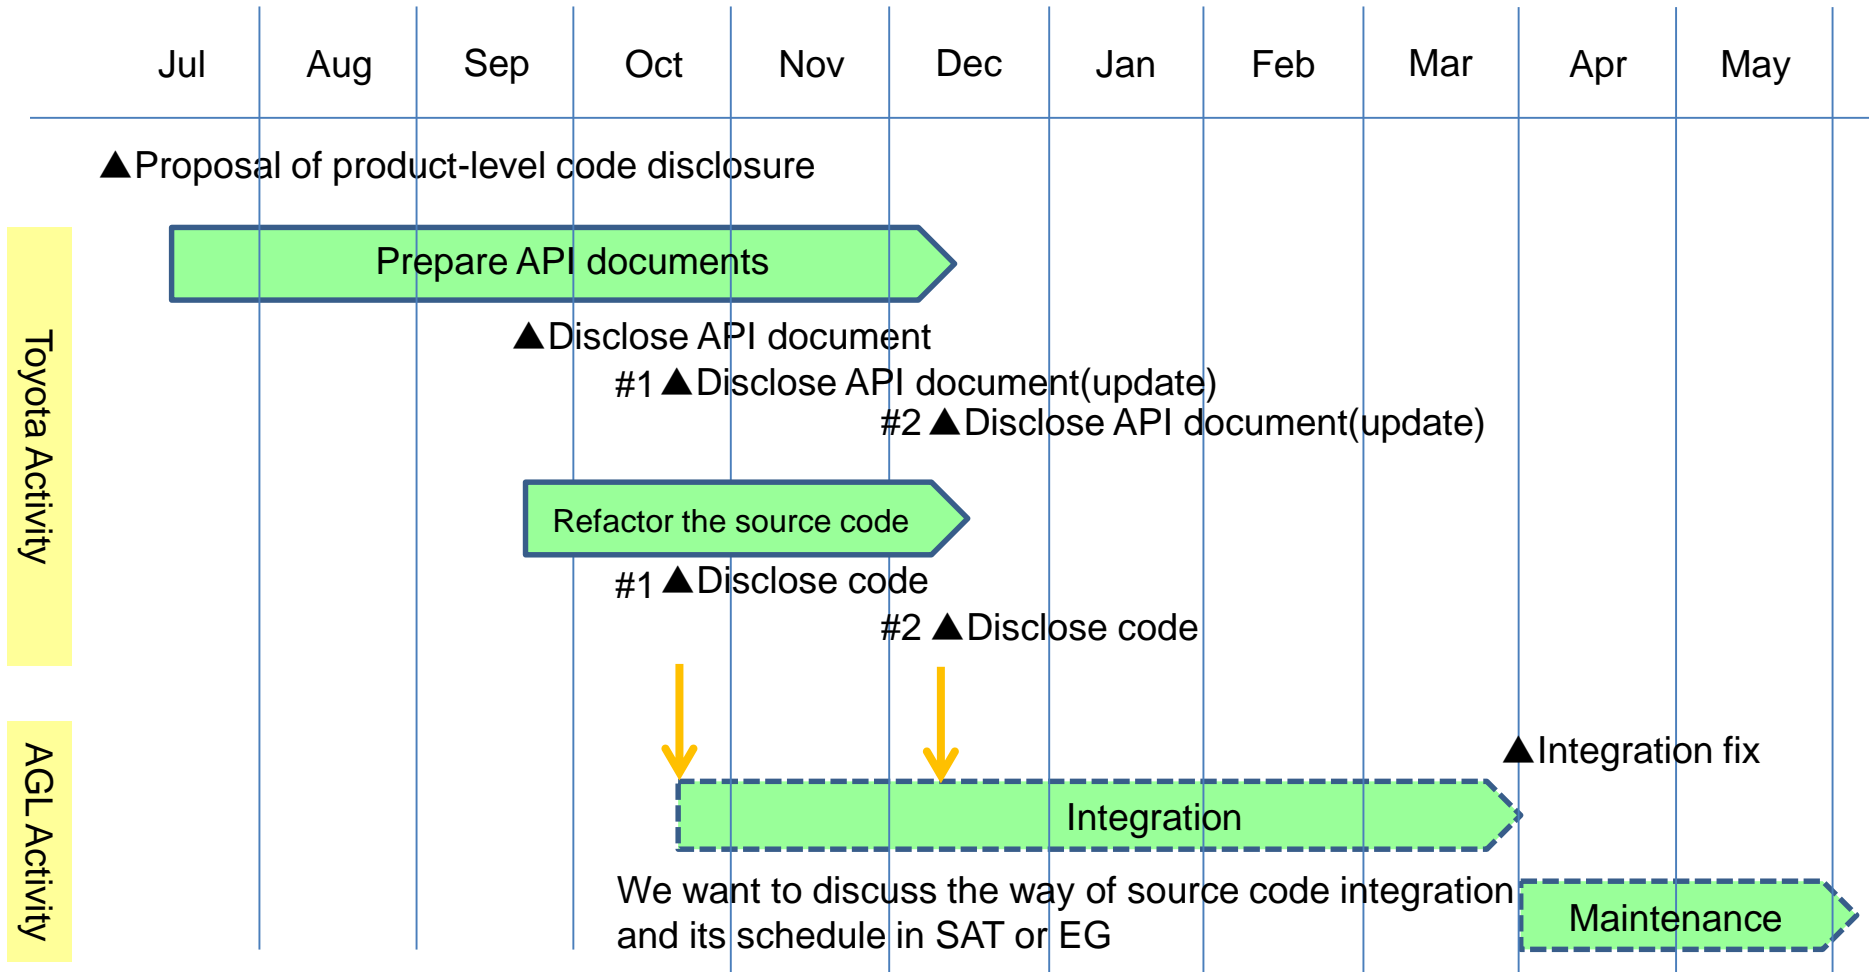 Jul Aug Sep Oct Nov Dec Jan Feb Mar Apr May
▲Proposal of product-level code disclosure
Toyota Activity
Prepare API documents
▲Disclose API document
#1 ▲Disclose API document(update)
#2 ▲Disclose API document(update)
Refactor the source code
#1 ▲Disclose code
#2 ▲Disclose code
AGL Activity
▲Integration fix
Integration
We want to discuss the way of source code integration
and its schedule in SAT or EG
Maintenance